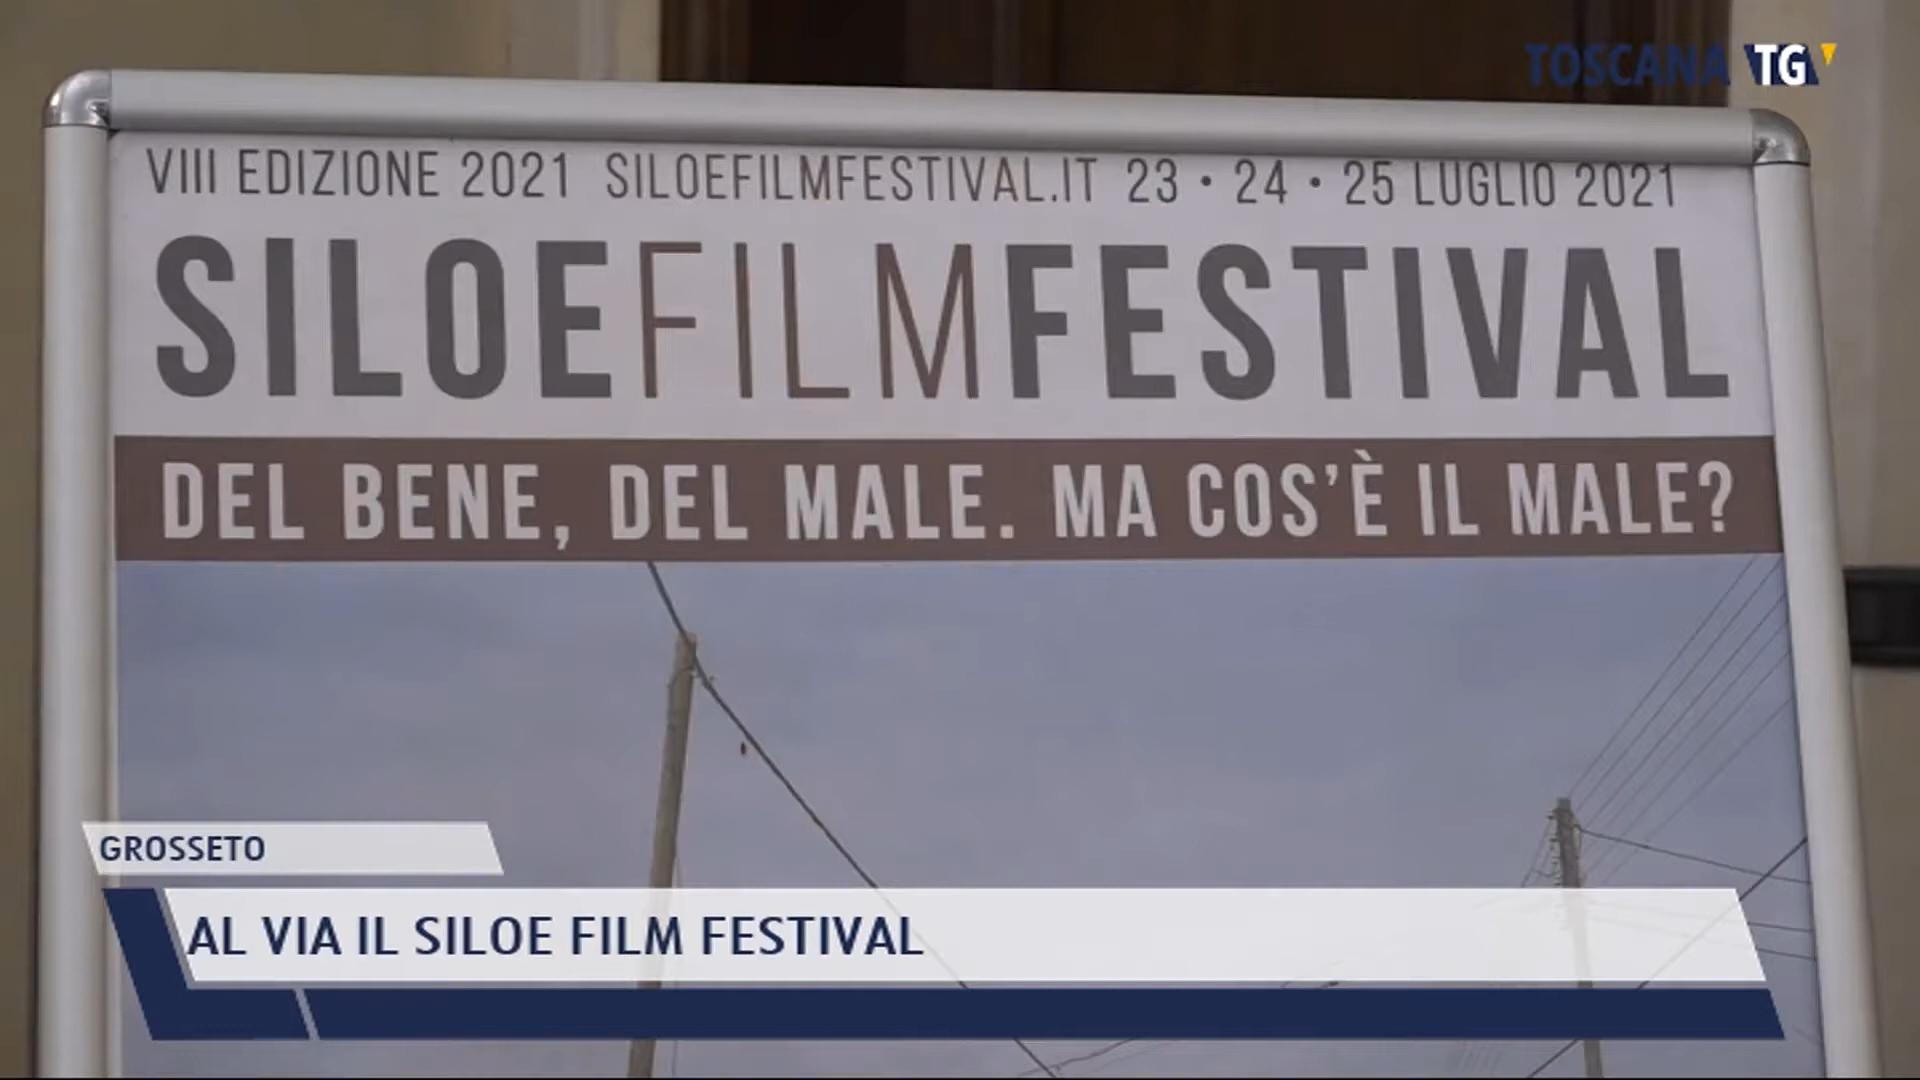 TOSCANA TG
VIII EDIZIONE 2021 SILOEFILMFESTIVAL.IT 23 • 24 • 25 LUGLIO 2021
SILOEFILMFESTIVAL
DEL BENE, DEL MALE. MA COS'È IL MALE?
GROSSETO
AL VIA IL SILOE FILM FESTIVAL